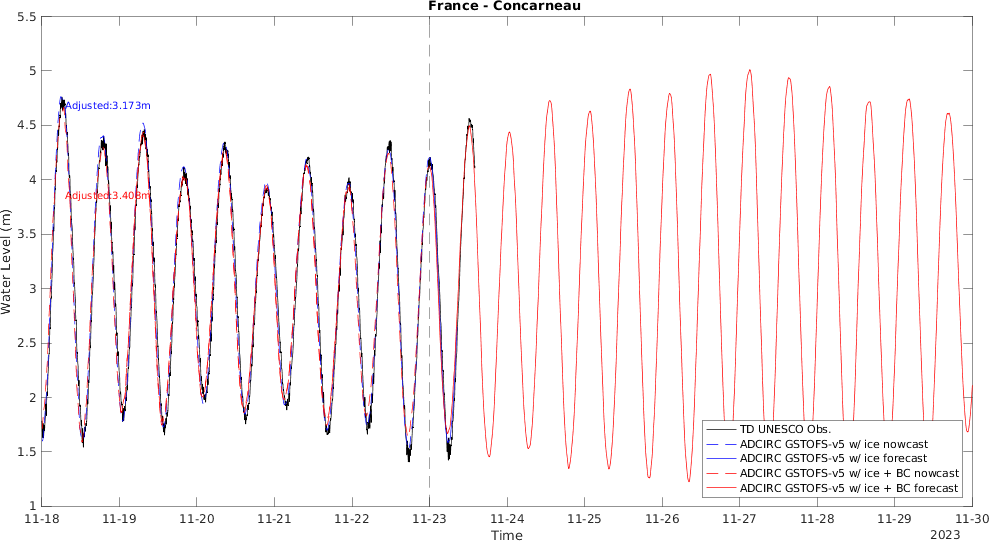 France - Concarneau
5.5
5
4.5
4
3.5
3
2.5
2
1.5
1
Water Level (m)
Adjusted:3.173m
Adjusted:3.408m
TD UNESCO Obs.
ADCIRC GSTOFS-v5 w/ ice nowcast
ADCIRC GSTOFS-v5 w/ ice forecast
ADCIRC GSTOFS-v5 w/ ice + BC nowcast
ADCIRC GSTOFS-v5 w/ ice + BC forecast
11-18 11-19 11-20 11-21 11-22 11-23 11-24 11-25 11-26 11-27 11-28 11-29 11-30
Time
2023